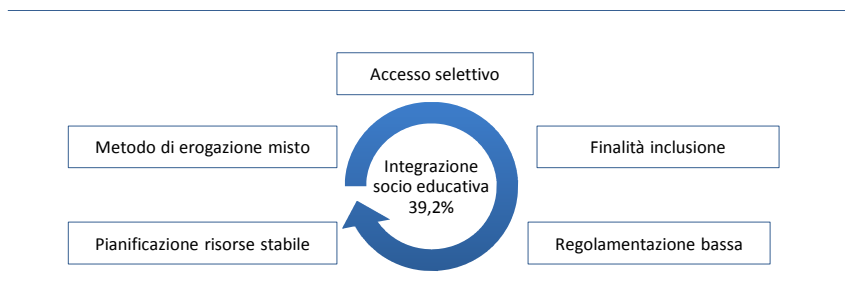 Accesso selettivo
Metodo di erogazione misto
Finalità inclusione
Integrazione
socio educativa
39,2%
Pianificazione risorse stabile
Regolamentazione bassa